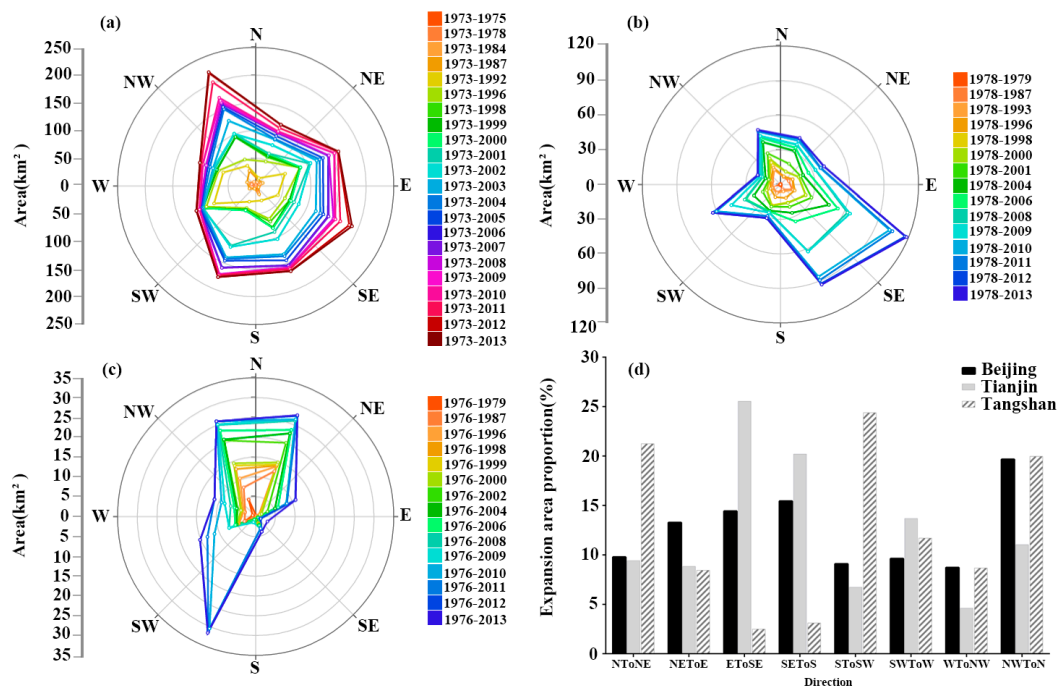 (a)
N
NE
E
SE
S
SW
W
NW
Area(km²)
Area(km²)
250
200
150
100
50
0
50
100
150
200
250
1973-1975
1973-1978
1973-1984
1973-1987
1973-1992
1973-1996
1973-1998
1973-1999
1973-2000
1973-2001
1973-2002
1973-2003
1973-2004
1973-2005
1973-2006
1973-2007
1973-2008
1973-2009
1973-2010
1973-2011
1973-2012
1973-2013
(b)
N
NE
E
SE
S
SW
W
NW
Area(km²)
Area(km²)
120
90
60
30
0
30
60
90
120
1978-1979
1978-1987
1978-1993
1978-1996
1978-1998
1978-2000
1978-2001
1978-2004
1978-2006
1978-2008
1978-2009
1978-2010
1978-2011
1978-2012
1978-2013
(c)
N
NE
E
SE
S
SW
W
NW
Area(km²)
Area(km²)
35
30
25
20
15
10
5
0
5
10
15
20
25
30
35
1976-1979
1976-1987
1976-1996
1976-1998
1976-1999
1976-2000
1976-2002
1976-2004
1976-2006
1976-2008
1976-2009
1976-2010
1976-2011
1976-2012
1976-2013
(d)
Beijing
Tianjin
Tangshan
Expansion area proportion(%)
30
25
20
15
10
5
0
NToNE
NEToE
EToSE
SEToS
SToSW
SWToW
WToNW
NWToN
Direction